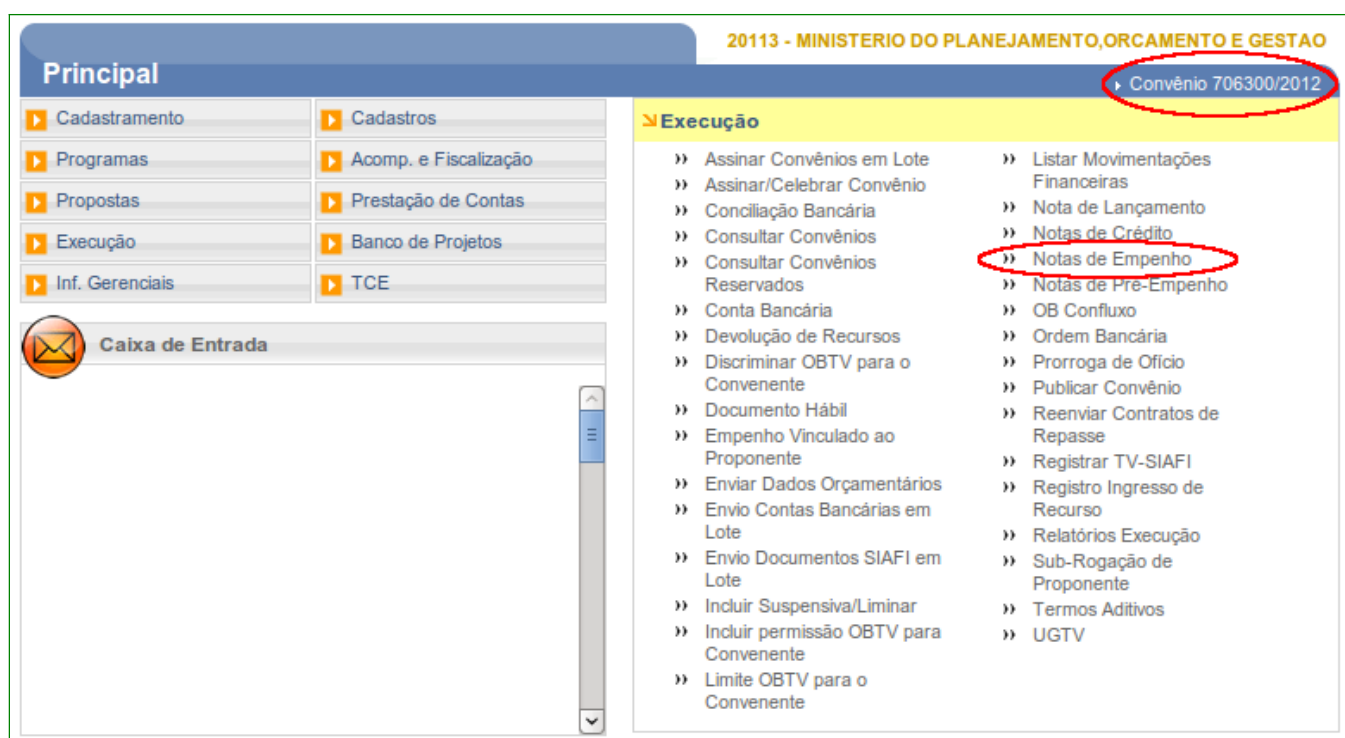 20113 - MINISTERIO DO PLANEJAMENTO,ORCAMENTO E GESTAO
Principal
Convênio 706300/2012
Cadastramento
Cadastros
Programas
Acomp. e Fiscalização
Propostas
Prestação de Contas
Execução
Banco de Projetos
Inf. Gerenciais
TCE
Caixa de Entrada
Execução
Assinar Convênios em Lote
Assinar/Celebrar Convênio
Conciliação Bancária
Consultar Convênios
Consultar Convênios
Reservados
Conta Bancária
Devolução de Recursos
Discriminar OBTV para o
Convenente
Documento Hábil
Empenho Vinculado ao
Proponente
Enviar Dados Orçamentários
Envio Contas Bancárias em
Lote
Envio Documentos SIAFI em
Lote
Incluir Suspensiva/Liminar
Incluir permissão OBTV para
Convenente
Limite OBTV para o
Convenente
Listar Movimentações
Financeiras
Nota de Lançamento
Notas de Crédito
Notas de Empenho
Notas de Pré-Empenho
OB Confluxo
Ordem Bancária
Prorroga de Ofício
Publicar Convênio
Reenviar Contratos de
Repasse
Registrar TV-SIAFI
Registro Ingresso de
Recurso
Relatórios Execução
Sub-Rogação de
Proponente
Termos Aditivos
UGTV